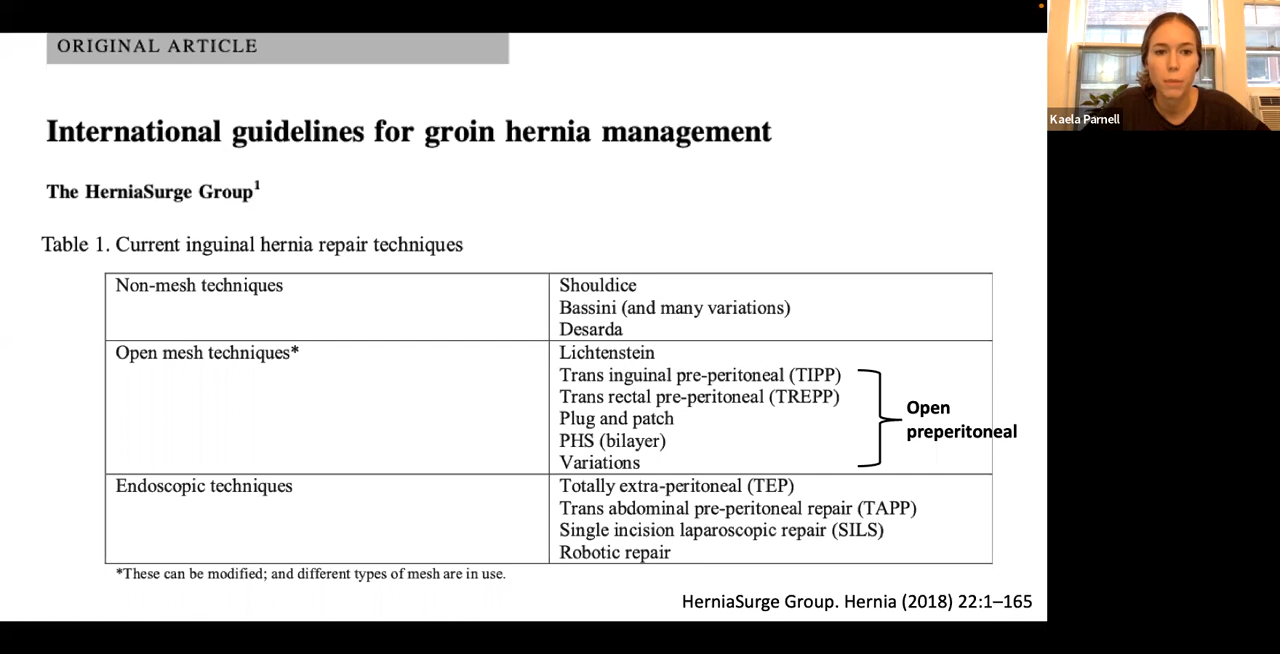 ORIGINAL ARTICLE
International guidelines for groin hernia management
The HerniaSurge Group1
Table 1. Current inguinal hernia repair techniques
Non-mesh techniques
Shouldice
Bassini (and many variations)
Desarda
Open mesh techniques*
Lichtenstein
Trans inguinal pre-peritoneal (TIPP)
Trans rectal pre-peritoneal (TREPP)
Plug and patch
PHS (bilayer)
Variations
Open
preperitoneal
Endoscopic techniques
Totally extra-peritoneal (TEP)
Trans abdominal pre-peritoneal repair (TAPP)
Single incision laparoscopic repair (SILS)
Robotic repair
*These can be modified; and different types of mesh are in use.
HerniaSurge Group. Hernia (2018) 22:1–165
Kaela Parnell